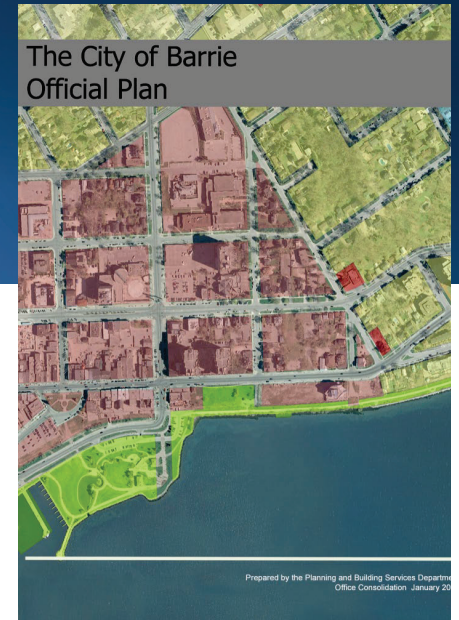 The City of Barrie
Official Plan
Prepared by the Planning and Building Services Departme
Office Consolidation January 20